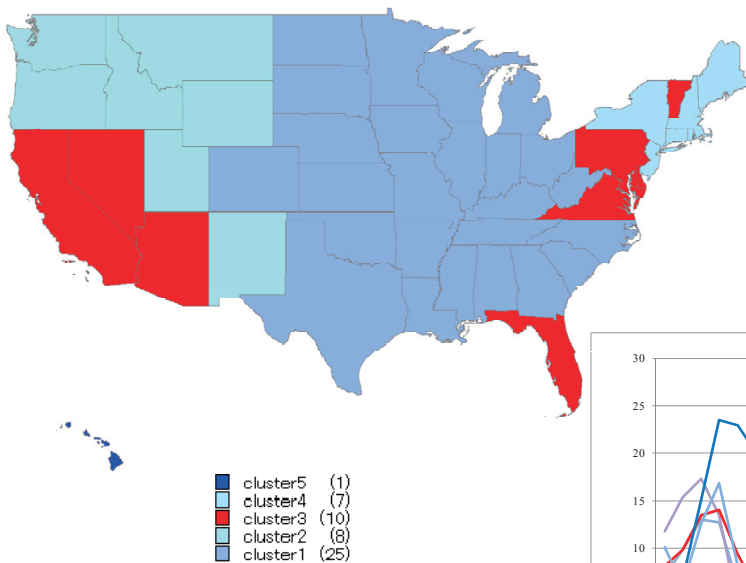 30
25
20
15
10
cluster5 (1)
cluster4 (7)
cluster3 (10)
cluster2 (8)
cluster1 (25)